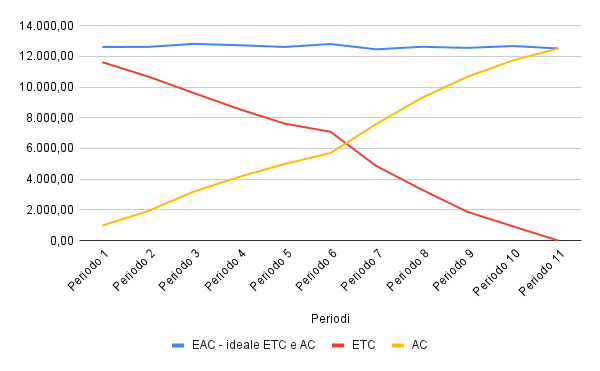 14.000,00
12.000,00
10.000,00
8.000,00
6.000,00
4.000,00
2.000,00
0,00
Periodo 1
Periodo 2
Periodo 3
Periodo 4
Periodo 5
Periodo 6
Periodo 7
Periodo 8
Periodo 9
Periodo 10
Periodo 11
Periodi
EAC - ideale ETC e AC
ETC
AC